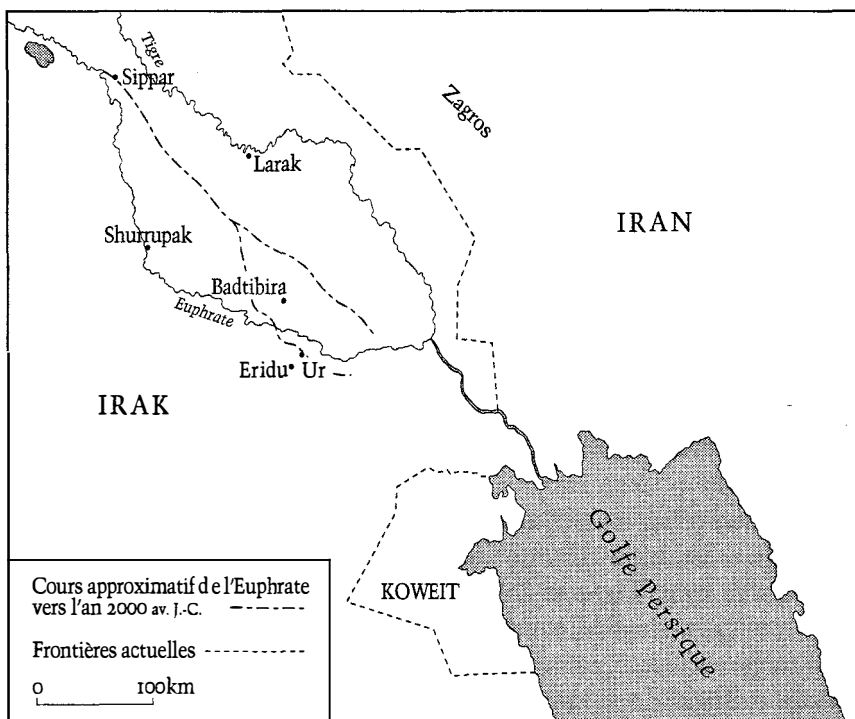 Tigre
Sippar
Zagros
Larak
IRAN
Shurrupak
Badtibira
Euphrate
Eridu Ur
IRAK
Golfe Persique
KOWEIT
Cours approximatif de l'Euphrate
vers l'an 2000 av. J.-C.
Frontières actuelles
0 100km